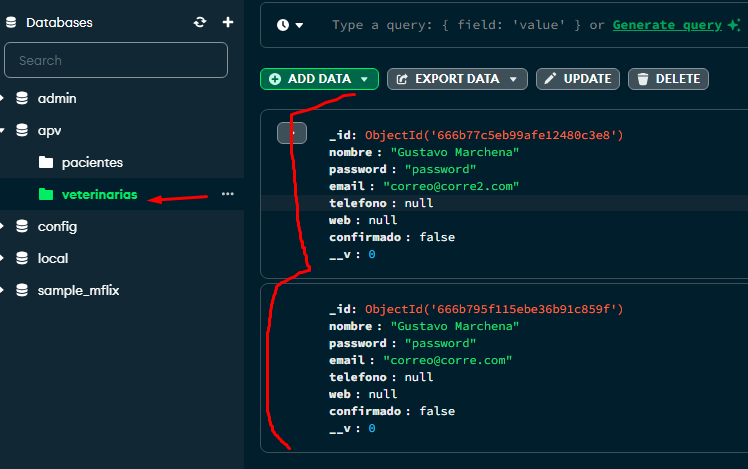 Databases
Search
admin
apv
pacientes
veterinarias
config
local
sample_mflix
Type a query: { field: 'value' } or Generate query
ADD DATA EXPORT DATA UPDATE DELETE
_id: ObjectId('666b77c5eb99afe12480c3e8')
nombre : "Gustavo Marchena"
password : "password"
email : "correo@corre2.com"
telefono : null
web : null
confirmado : false
__v : 0
_id: ObjectId('666b795f115ebe36b91c859f')
nombre : "Gustavo Marchena"
password : "password"
email : "correo@corre.com"
telefono : null
web : null
confirmado : false
__v : 0